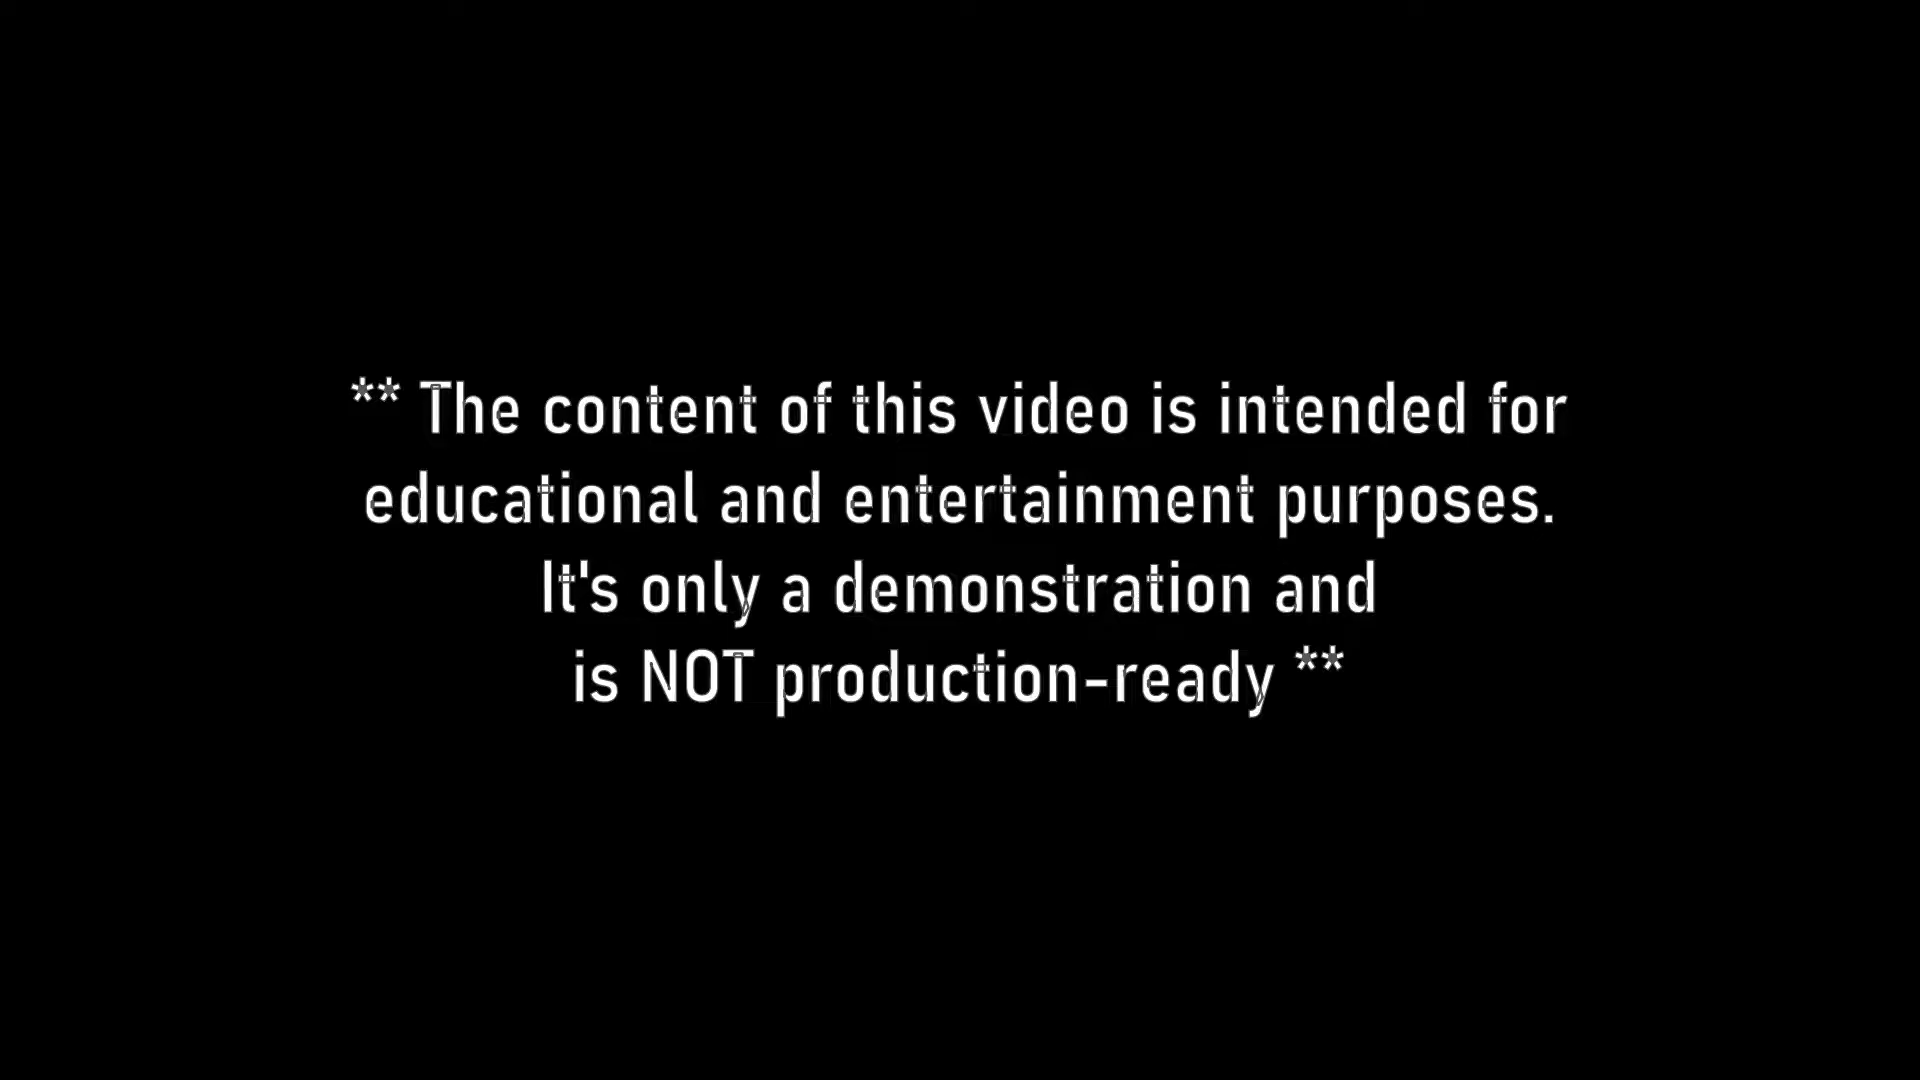 ** The content of this video is intended for
educational and entertainment purposes.
It's only a demonstration and
is NOT production-ready **